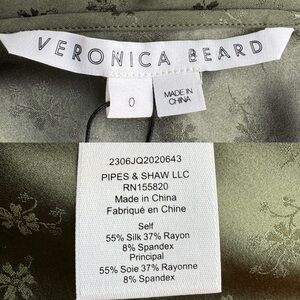 VERONICA BEARD
0
MADE IN
CHINA
2306JQ2020643
PIPES & SHAW LLC
RN155820
Made in China
Fabriqué en Chine
Self
55% Silk 37% Rayon
8% Spandex
Principal
55% Soie 37% Rayonne
8% Spandex